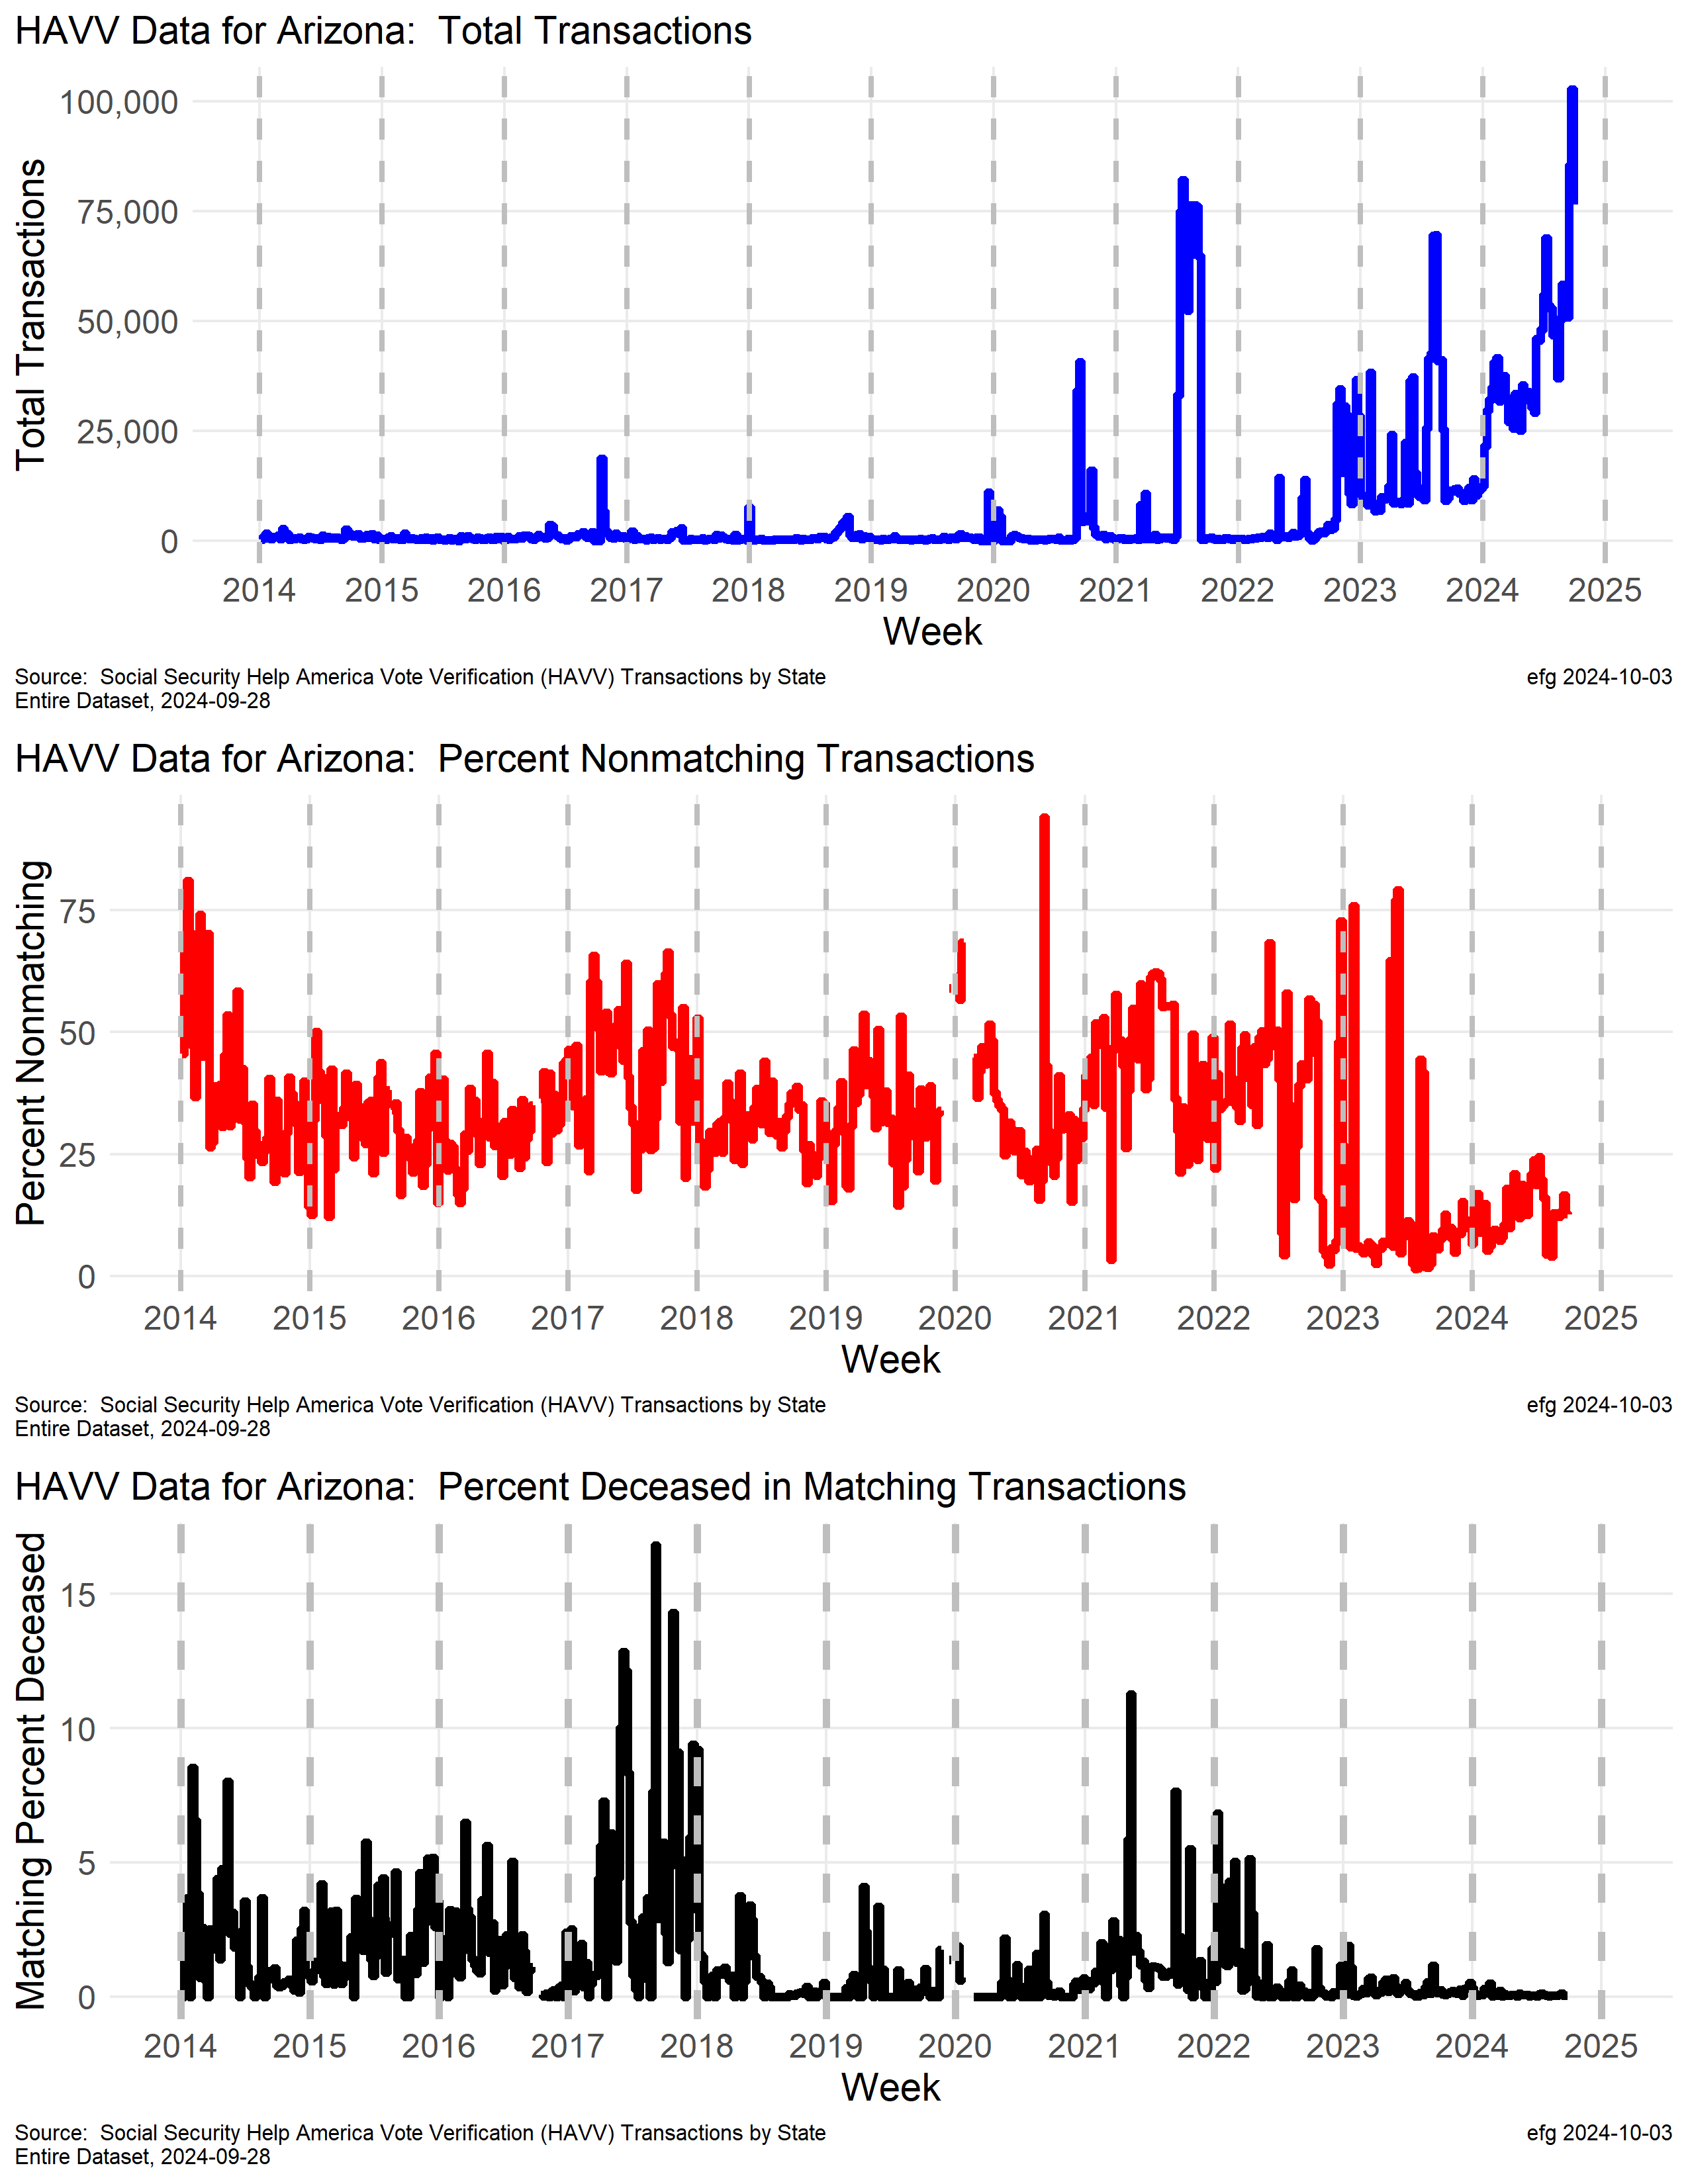 HAVV Data for Arizona:  Total Transactions
Total Transactions
100,000
75,000
50,000
25,000
0
2014 2015 2016 2017 2018 2019 2020 2021 2022 2023 2024 2025
Week
Source:  Social Security Help America Vote Verification (HAVV) Transactions by State efg 2024-10-03
Entire Dataset, 2024-09-28
HAVV Data for Arizona:  Percent Nonmatching Transactions
Percent Nonmatching
75
50
25
0
2014 2015 2016 2017 2018 2019 2020 2021 2022 2023 2024 2025
Week
Source:  Social Security Help America Vote Verification (HAVV) Transactions by State efg 2024-10-03
Entire Dataset, 2024-09-28
HAVV Data for Arizona:  Percent Deceased in Matching Transactions
Matching Percent Deceased
15
10
5
0
2014 2015 2016 2017 2018 2019 2020 2021 2022 2023 2024 2025
Week
Source:  Social Security Help America Vote Verification (HAVV) Transactions by State efg 2024-10-03
Entire Dataset, 2024-09-28